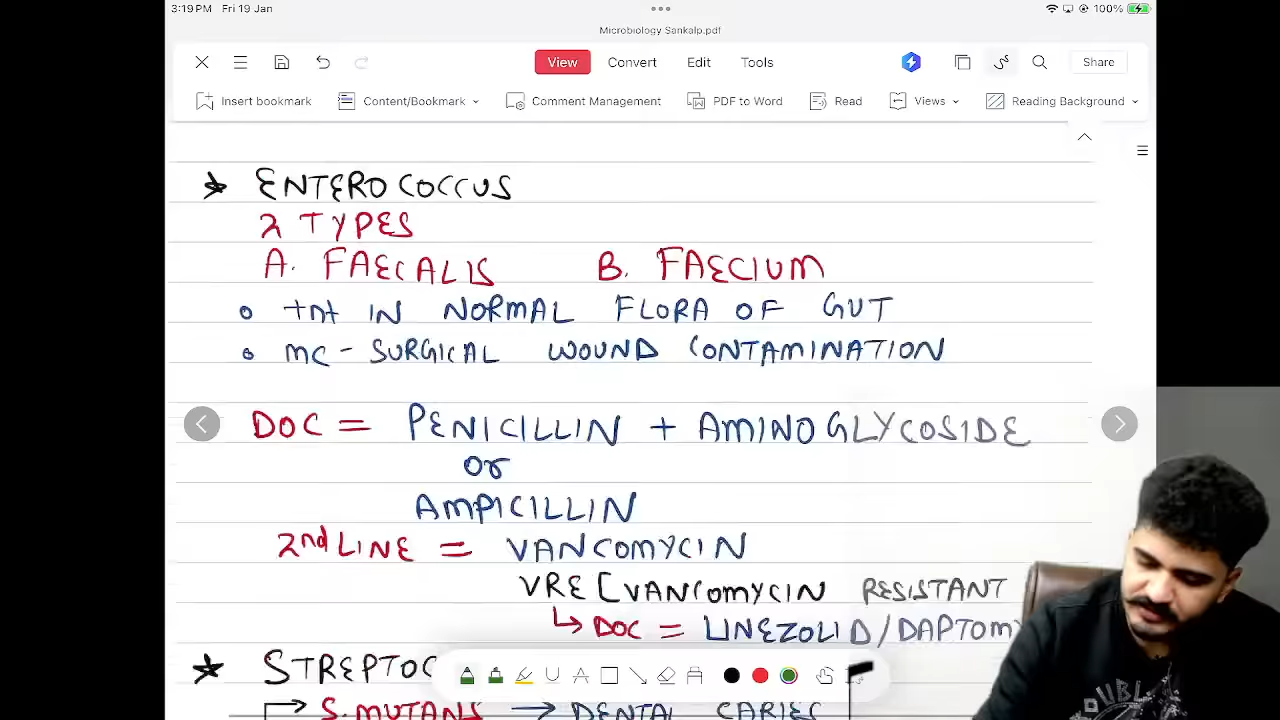 3:19 PM Fri 19 Jan
100%
Microbiology Sankalp.pdf
View Convert Edit Tools Share
Insert bookmark Content/Bookmark Comment Management PDF to Word Read Views Reading Background
ENTEROCOCCUS
2 TYPES
A. FAECALIS B. FAECIUM
+nt IN NORMAL FLORA OF GUT
MC - SURGICAL WOUND CONTAMINATION
DOC = PENICILLIN + AMINOGLYCOSIDE
or
AMPICILLIN
2nd LINE = VANCOMYCIN
VRE [VANCOMYCIN RESISTANT
DOC = LINEZOLID/DAPTOM
STREPTOC
S. MUTANS → DENTAL CARIES
DOUBL